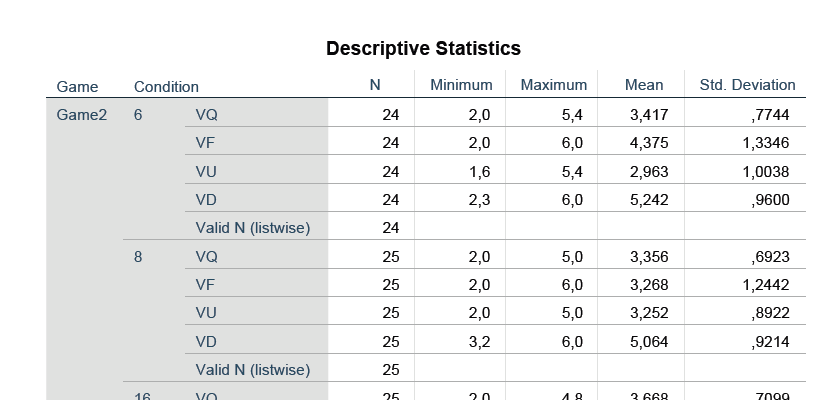 Descriptive Statistics
Game Condition N Minimum Maximum Mean Std. Deviation
Game2 6 VQ 24 2,0 5,4 3,417 ,7744
VF 24 2,0 6,0 4,375 1,3346
VU 24 1,6 5,4 2,963 1,0038
VD 24 2,3 6,0 5,242 ,9600
Valid N (listwise) 24
8 VQ 25 2,0 5,0 3,356 ,6923
VF 25 2,0 6,0 3,268 1,2442
VU 25 2,0 5,0 3,252 ,8922
VD 25 3,2 6,0 5,064 ,9214
Valid N (listwise) 25
16 VQ 25 2,0 4,8 3,668 ,7099